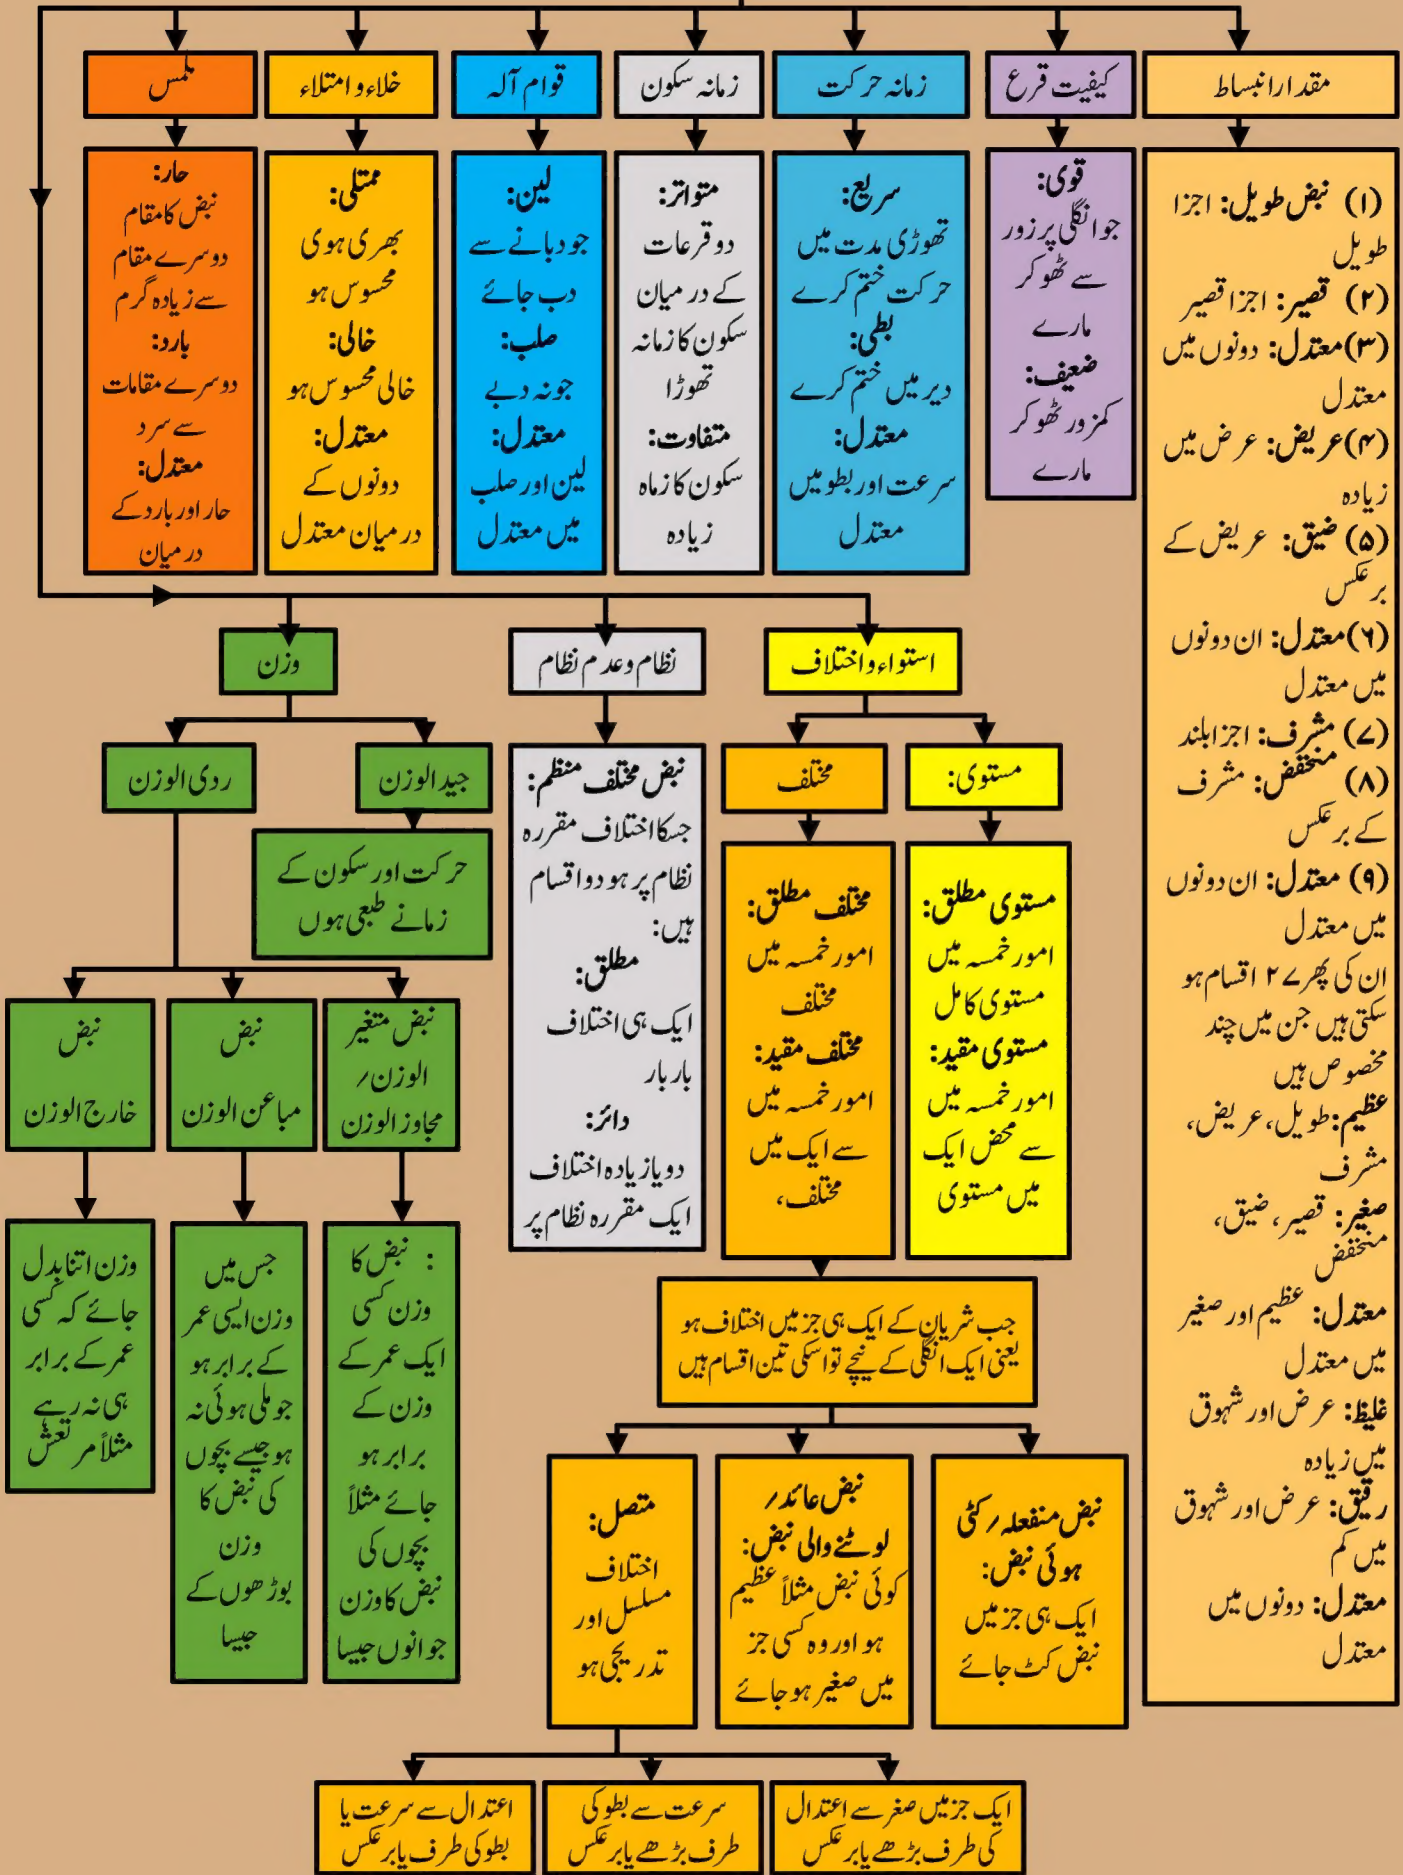 مقدار انبساط
کیفیت قرع
زمانہ حرکت
زمانہ سکون
قوام آلہ
خلاء و امتلاء
ملمس
(۱) نبض طویل: اجزا
طویل
(۲) قصیر: اجزا قصیر
(۳) معتدل: دونوں میں
معتدل
(۴) عریض: عرض میں
زیادہ
(۵) ضیق: عریض کے
برعکس
(۶) معتدل: ان دونوں
میں معتدل
(۷) مشرف: اجزا بلند
(۸) منخفض: مشرف
کے برعکس
(۹) معتدل: ان دونوں
میں معتدل
ان کی پھر ۲۷ اقسام ہو
سکتی ہیں جن میں چند
مخصوص ہیں
عظیم: طویل، عریض،
مشرف
صغیر: قصیر، ضیق،
منخفض
معتدل: عظیم اور صغیر
میں معتدل
غلیظ: عرض اور شہوق
میں زیادہ
رقیق: عرض اور شہوق
میں کم
معتدل: دونوں میں
معتدل
قوی:
جو انگلی پر زور
سے ٹھوکر
مارے
ضعیف:
کمزور ٹھوکر
مارے
سریع:
تھوڑی مدت میں
حرکت ختم کرے
بطی:
دیر میں ختم کرے
معتدل:
سرعت اور بطو میں
معتدل
متواتر:
دو قرعات
کے درمیان
سکون کا زمانہ
تھوڑا
متفاوت:
سکون کا زماہ
زیادہ
لین:
جو دبانے سے
دب جائے
صلب:
جو نہ دبے
معتدل:
لین اور صلب
میں معتدل
ممتلی:
بھری ہوی
محسوس ہو
خالی:
خالی محسوس ہو
معتدل:
دونوں کے
درمیان معتدل
حار:
نبض کا مقام
دوسرے مقام
سے زیادہ گرم
بارد:
دوسرے مقامات
سے سرد
معتدل:
حار اور بارد کے
درمیان
استواء و اختلاف
نظام و عدم نظام
وزن
مستوی:
مختلف
جید الوزن
ردی الوزن
مستوی مطلق:
امور خمسہ میں
مستوی کامل
مستوی مقید:
امور خمسہ میں
سے محض ایک
میں مستوی
مختلف مطلق:
امور خمسہ میں
مختلف
مختلف مقید:
امور خمسہ میں
سے ایک میں
مختلف،
نبض مختلف منظم:
جسکا اختلاف مقررہ
نظام پر ہو دو اقسام
ہیں:
مطلق:
ایک ہی اختلاف
بار بار
دائر:
دو یا زیادہ اختلاف
ایک مقررہ نظام پر
حرکت اور سکون کے
زمانے طبعی ہوں
نبض متغیر
الوزن/
مجاوز الوزن
نبض
مباعن الوزن
نبض
خارج الوزن
: نبض کا
وزن کسی
ایک عمر کے
وزن کے
برابر ہو
جائے مثلاً
بچوں کی
نبض کا وزن
جوانوں جیسا
جس میں
وزن ایسی عمر
کے برابر ہو
جو ملی ہوئی نہ
ہو جیسے بچوں
کی نبض کا
وزن
بوڑھوں کے
جیسا
وزن اتنا بدل
جائے کہ کسی
عمر کے برابر
ہی نہ رہے
مثلاً مرتعش
جب شریان کے ایک ہی جز میں اختلاف ہو
یعنی ایک انگلی کے نیچے تو اسکی تین اقسام ہیں
نبض منفعلہ/ کٹی
ہوئی نبض:
ایک ہی جز میں
نبض کٹ جائے
نبض عائد/
لوٹنے والی نبض:
کوئی نبض مثلاً عظیم
ہو اور وہ کسی جز
میں صغیر ہو جائے
متصل:
اختلاف
مسلسل اور
تدریجی ہو
ایک جز میں صغر سے اعتدال
کی طرف بڑھے یا برعکس
سرعت سے بطو کی
طرف بڑھے یا برعکس
اعتدال سے سرعت یا
بطو کی طرف یا برعکس